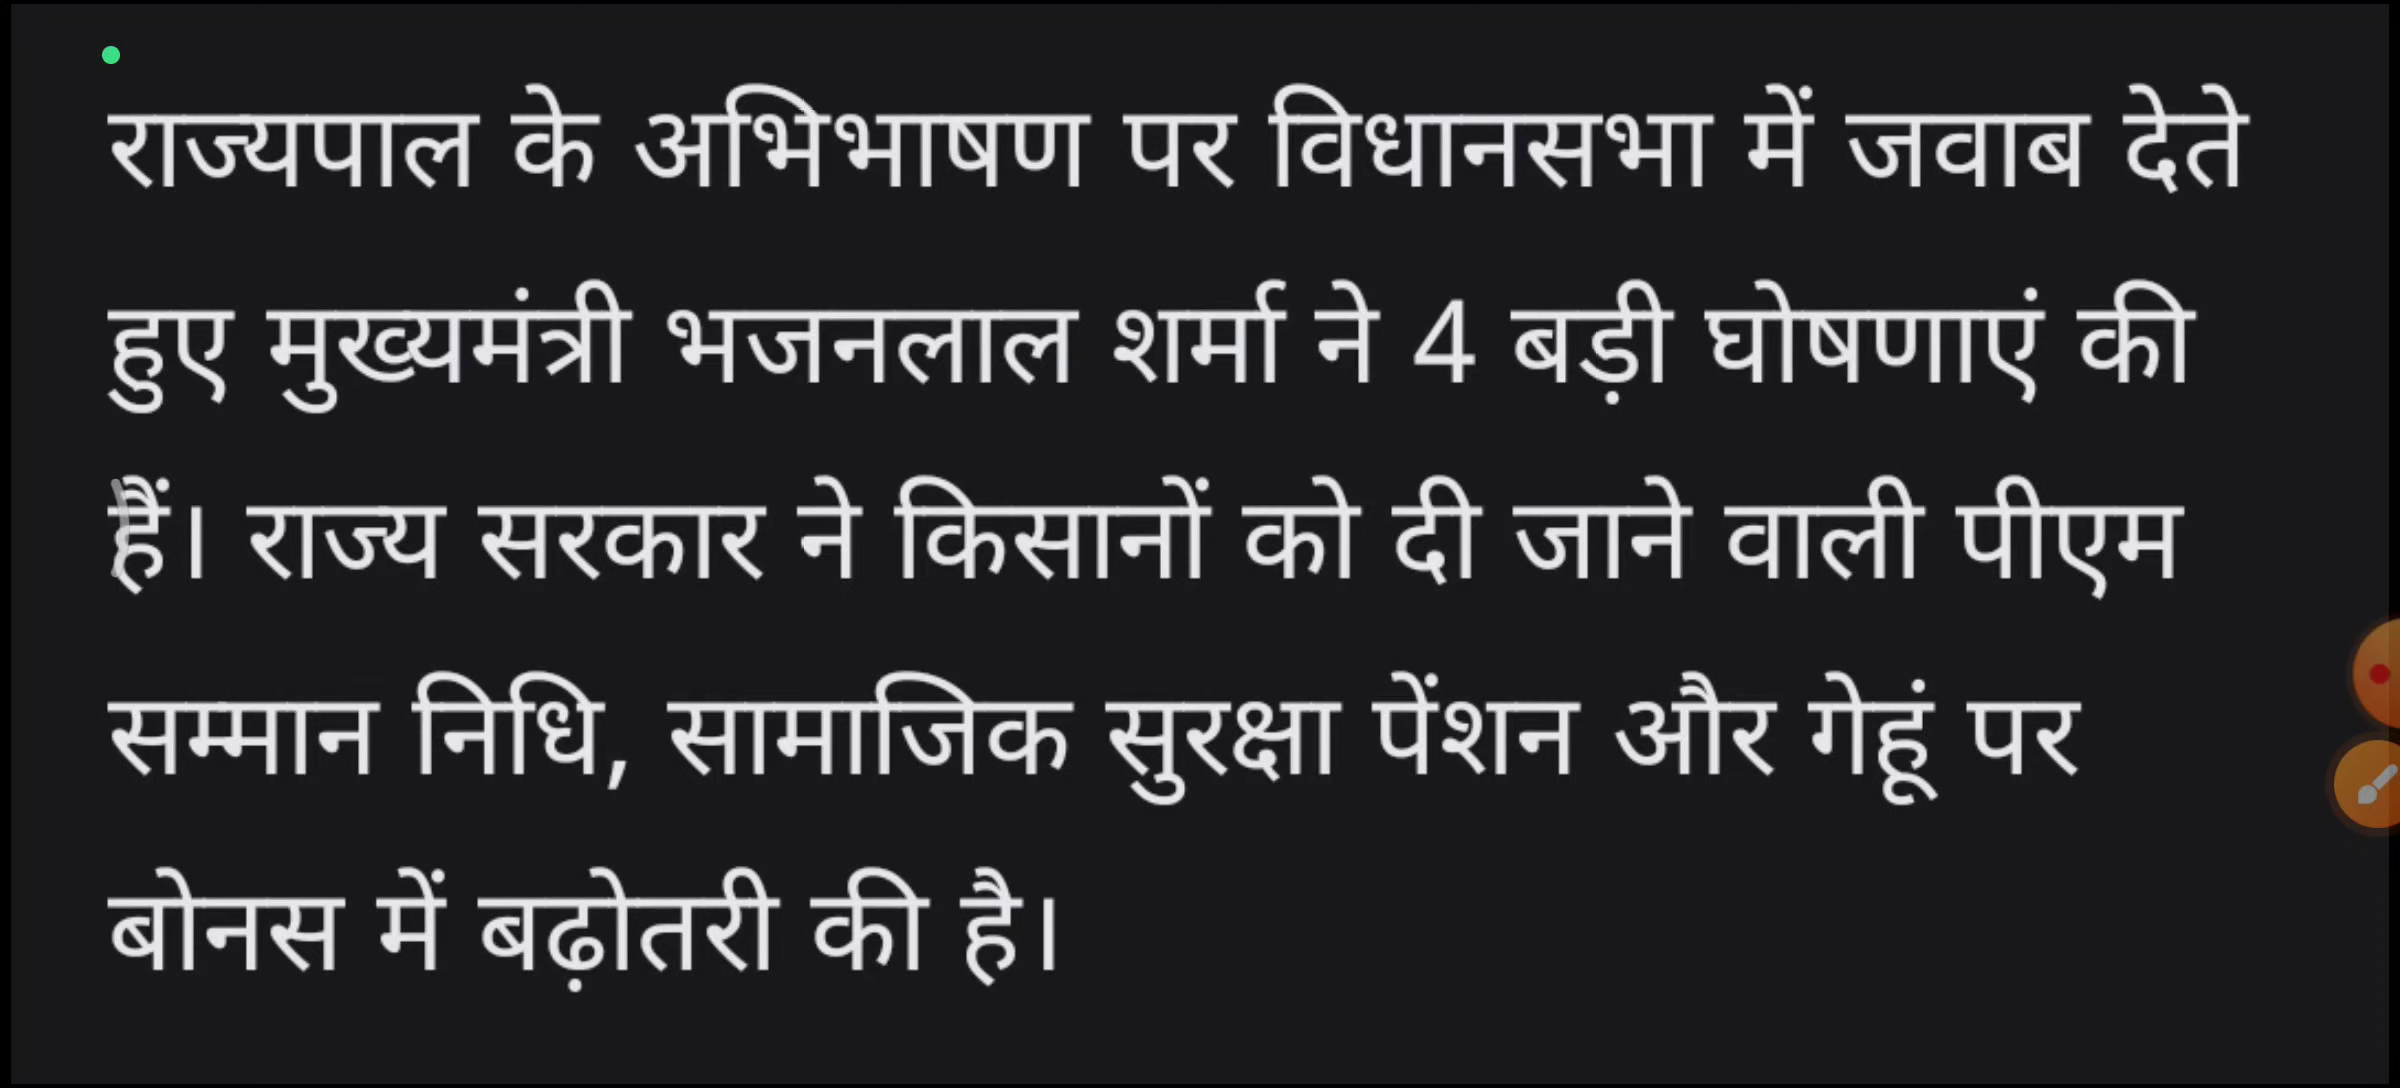 राज्यपाल के अभिभाषण पर विधानसभा में जवाब देते
हुए मुख्यमंत्री भजनलाल शर्मा ने 4 बड़ी घोषणाएं की
हैं। राज्य सरकार ने किसानों को दी जाने वाली पीएम
सम्मान निधि, सामाजिक सुरक्षा पेंशन और गेहूं पर
बोनस में बढ़ोतरी की है।